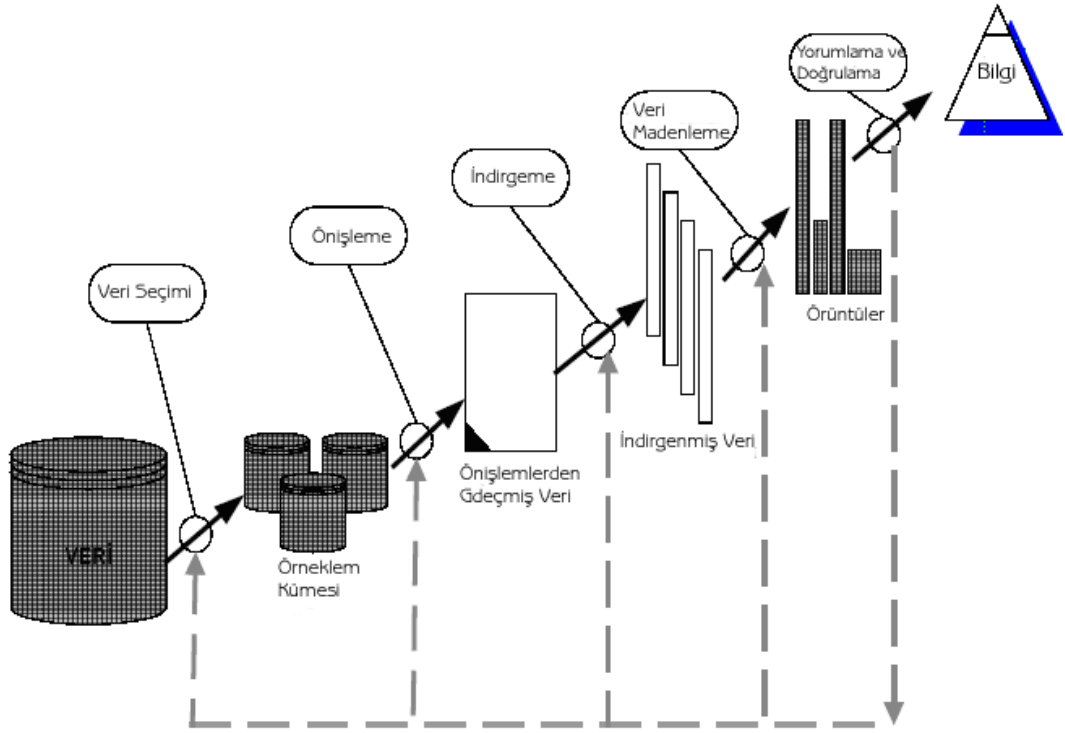 Yorumlama ve
Doğrulama
Bilgi
Veri
Madenleme
İndirgeme
Önişleme
Veri Seçimi
Örüntüler
İndirgenmiş Veri
Önişlemlerden
Gdeçmiş Veri
VERİ
Örneklem
Kümesi